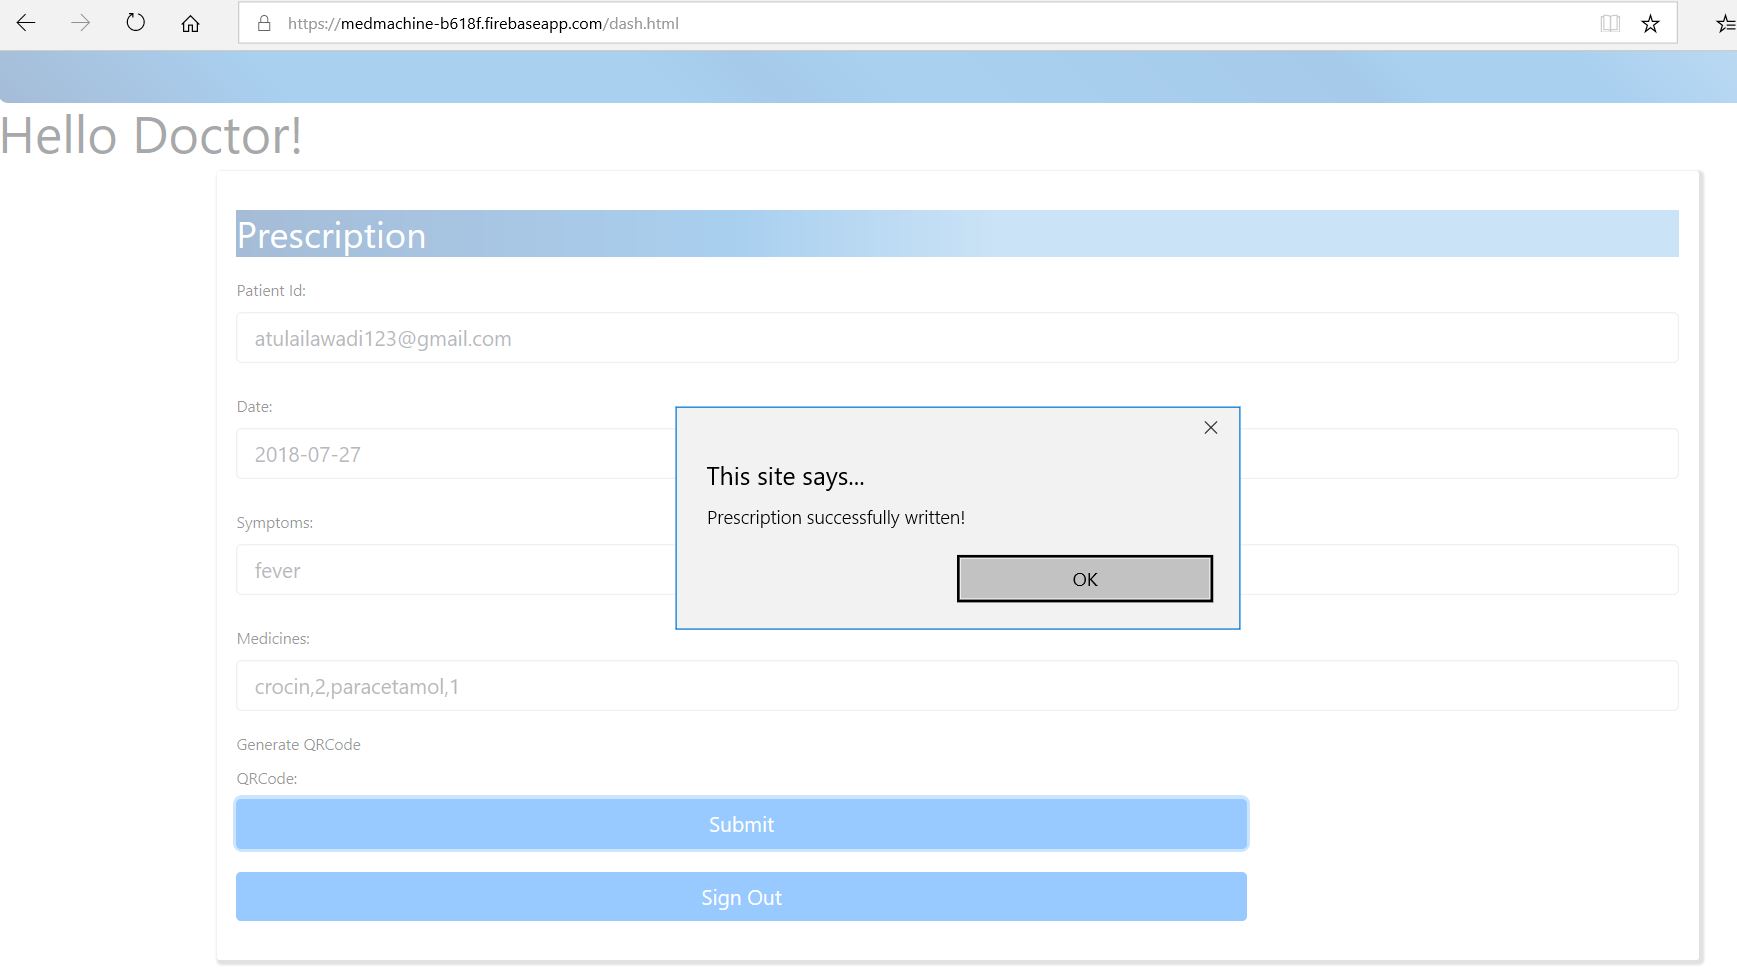 https://medmachine-b618f.firebaseapp.com/dash.html
Hello Doctor!
Prescription
Patient Id:
atulailawadi123@gmail.com
Date:
2018-07-27
This site says...
Prescription successfully written!
OK
Symptoms:
fever
Medicines:
crocin,2,paracetamol,1
Generate QRCode
QRCode:
Submit
Sign Out